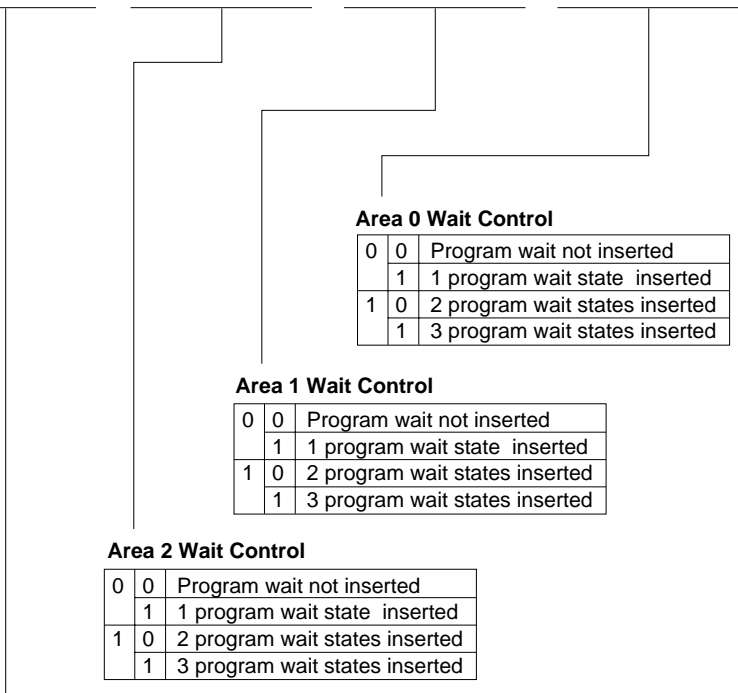 Area 0 Wait Control
0 0 Program wait not inserted
1 1 program wait state inserted
1 0 2 program wait states inserted
1 3 program wait states inserted
Area 1 Wait Control
0 0 Program wait not inserted
1 1 program wait state inserted
1 0 2 program wait states inserted
1 3 program wait states inserted
Area 2 Wait Control
0 0 Program wait not inserted
1 1 program wait state inserted
1 0 2 program wait states inserted
1 3 program wait states inserted